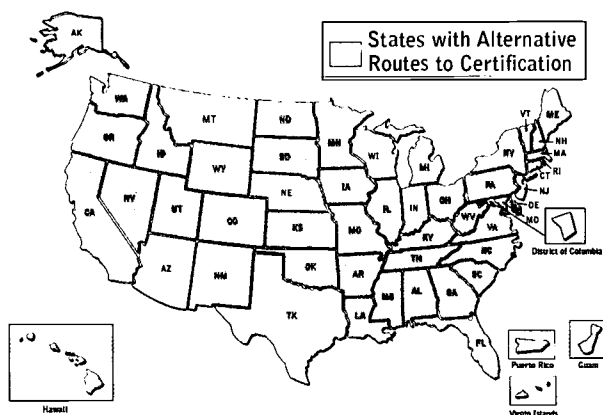 States with Alternative
Routes to Certification
AK
WA
MT
ND
MN
VT
ME
OR
ID
SD
WI
MI
NY
NH
MA
WY
RI
CT
NE
IA
PA
NJ
NV
IL
IN
OH
DE
CA
UT
CO
WV
MD
KS
MO
VA
KY
District of Columbia
NC
TN
AZ
NM
OK
AR
SC
MS
AL
GA
TX
LA
FL
Puerto Rico
Guam
Hawaii
Virgin Islands